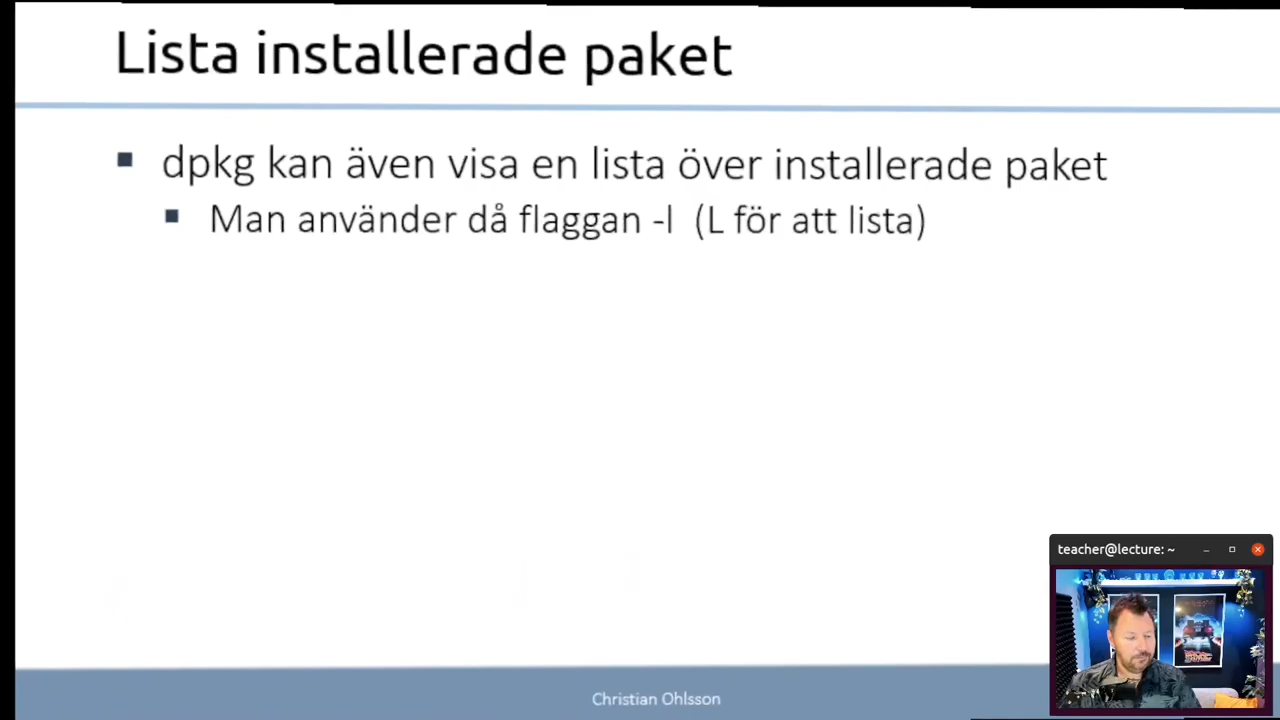 Lista installerade paket
dpkg kan även visa en lista över installerade paket
Man använder då flaggan -l (L för att lista)
teacher@lecture: ~
Christian Ohlsson